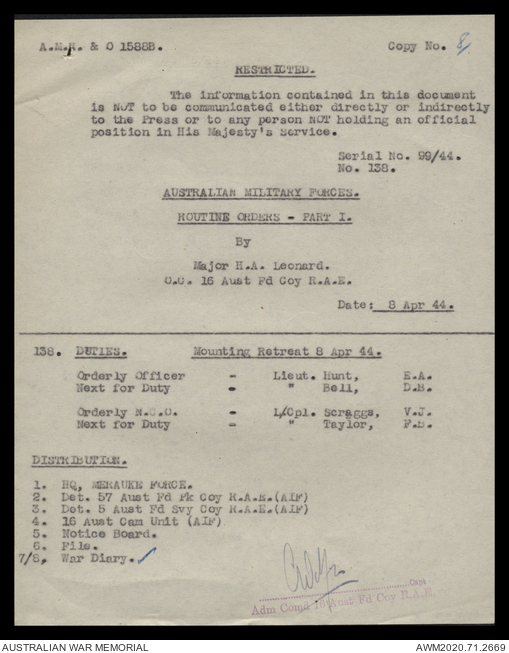 A.M.F. & O 1588B. Copy No. 8
RESTRICTED.
The information contained in this document
is NOT to be communicated either directly or indirectly
to the Press or to any person NOT holding an official
position in His Majesty's Service.
Serial No. 99/44.
No. 138.
AUSTRALIAN MILITARY FORCES.
ROUTINE ORDERS - PART I.
By
Major H.A. Leonard.
O.C. 16 Aust Fd Coy R.A.E.
Date: 8 Apr 44.
138. DUTIES. Mounting Retreat 8 Apr 44.
Orderly Officer - Lieut. Hunt, E.A.
Next for Duty - " Bell, D.B.
Orderly N.C.O. - L/Cpl. Scraggs, V.J.
Next for Duty - " Taylor, F.B.
DISTRIBUTION.
1. HQ, MERAUKE FORCE.
2. Det. 57 Aust Fd Pk Coy R.A.E.(AIF)
3. Det. 5 Aust Fd Svy Coy R.A.E.(AIF)
4. 16 Aust Cam Unit (AIF)
5. Notice Board.
6. File.
7/8, War Diary.
Capt
Adm Comd 16 Aust Fd Coy R.A.E.
AUSTRALIAN WAR MEMORIAL AWM2020.71.2669